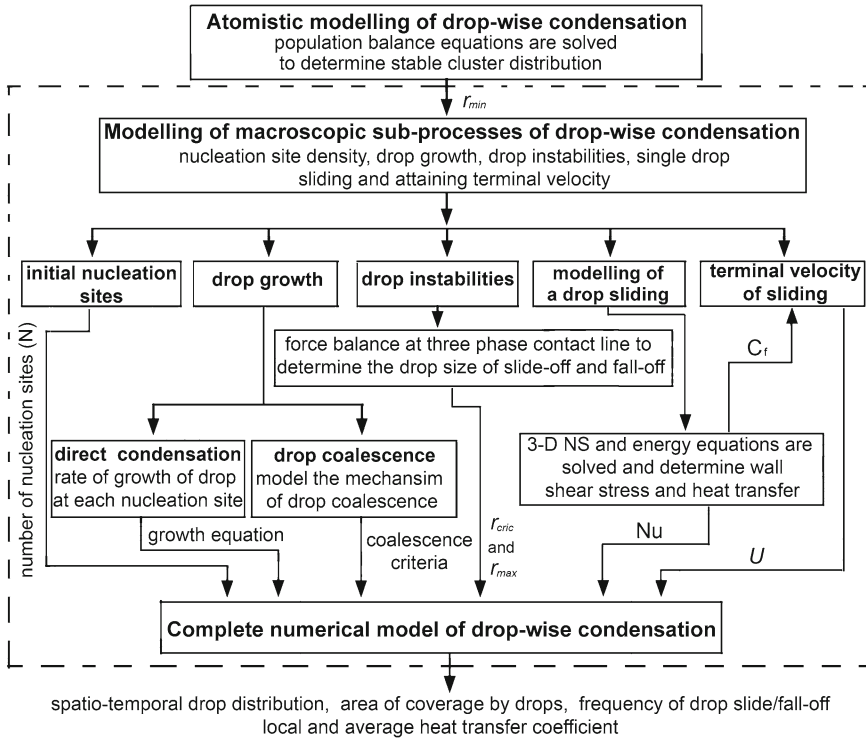 Atomistic modelling of drop-wise condensation
population balance equations are solved
to determine stable cluster distribution
r_min
Modelling of macroscopic sub-processes of drop-wise condensation
nucleation site density, drop growth, drop instabilities, single drop
sliding and attaining terminal velocity
initial nucleation
sites
drop growth
drop instabilities
modelling of
a drop sliding
terminal velocity
of sliding
number of nucleation sites (N)
force balance at three phase contact line to
determine the drop size of slide-off and fall-off
C_f
direct condensation
rate of growth of drop
at each nucleation site
drop coalescence
model the mechansim
of drop coalescence
3-D NS and energy equations are
solved and determine wall
shear stress and heat transfer
growth equation
coalescence
criteria
r_cric
and
r_max
Nu
U
Complete numerical model of drop-wise condensation
spatio-temporal drop distribution, area of coverage by drops, frequency of drop slide/fall-off
local and average heat transfer coefficient